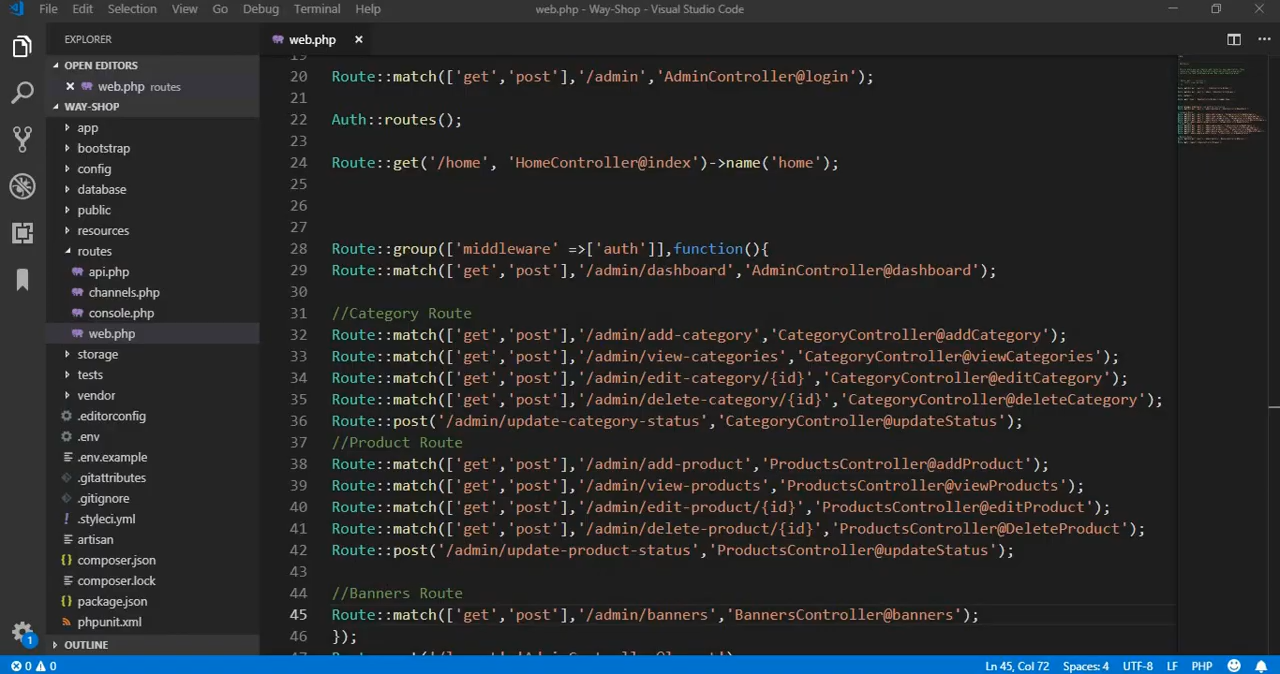 File Edit Selection View Go Debug Terminal Help web.php - Way-Shop - Visual Studio Code
EXPLORER
OPEN EDITORS
web.php routes
WAY-SHOP
app
bootstrap
config
database
public
resources
routes
api.php
channels.php
console.php
web.php
storage
tests
vendor
.editorconfig
.env
.env.example
.gitattributes
.gitignore
.styleci.yml
artisan
composer.json
composer.lock
package.json
phpunit.xml
OUTLINE
1
web.php
19
20 Route::match(['get','post'],'/admin','AdminController@login');
21
22 Auth::routes();
23
24 Route::get('/home', 'HomeController@index')->name('home');
25
26
27
28 Route::group(['middleware' =>['auth']],function(){
29 Route::match(['get','post'],'/admin/dashboard','AdminController@dashboard');
30
31 //Category Route
32 Route::match(['get','post'],'/admin/add-category','CategoryController@addCategory');
33 Route::match(['get','post'],'/admin/view-categories','CategoryController@viewCategories');
34 Route::match(['get','post'],'/admin/edit-category/{id}','CategoryController@editCategory');
35 Route::match(['get','post'],'/admin/delete-category/{id}','CategoryController@deleteCategory');
36 Route::post('/admin/update-category-status','CategoryController@updateStatus');
37 //Product Route
38 Route::match(['get','post'],'/admin/add-product','ProductsController@addProduct');
39 Route::match(['get','post'],'/admin/view-products','ProductsController@viewProducts');
40 Route::match(['get','post'],'/admin/edit-product/{id}','ProductsController@editProduct');
41 Route::match(['get','post'],'/admin/delete-product/{id}','ProductsController@DeleteProduct');
42 Route::post('/admin/update-product-status','ProductsController@updateStatus');
43
44 //Banners Route
45 Route::match(['get','post'],'/admin/banners','BannersController@banners');
46 });
47
0 0 Ln 45, Col 72 Spaces: 4 UTF-8 LF PHP